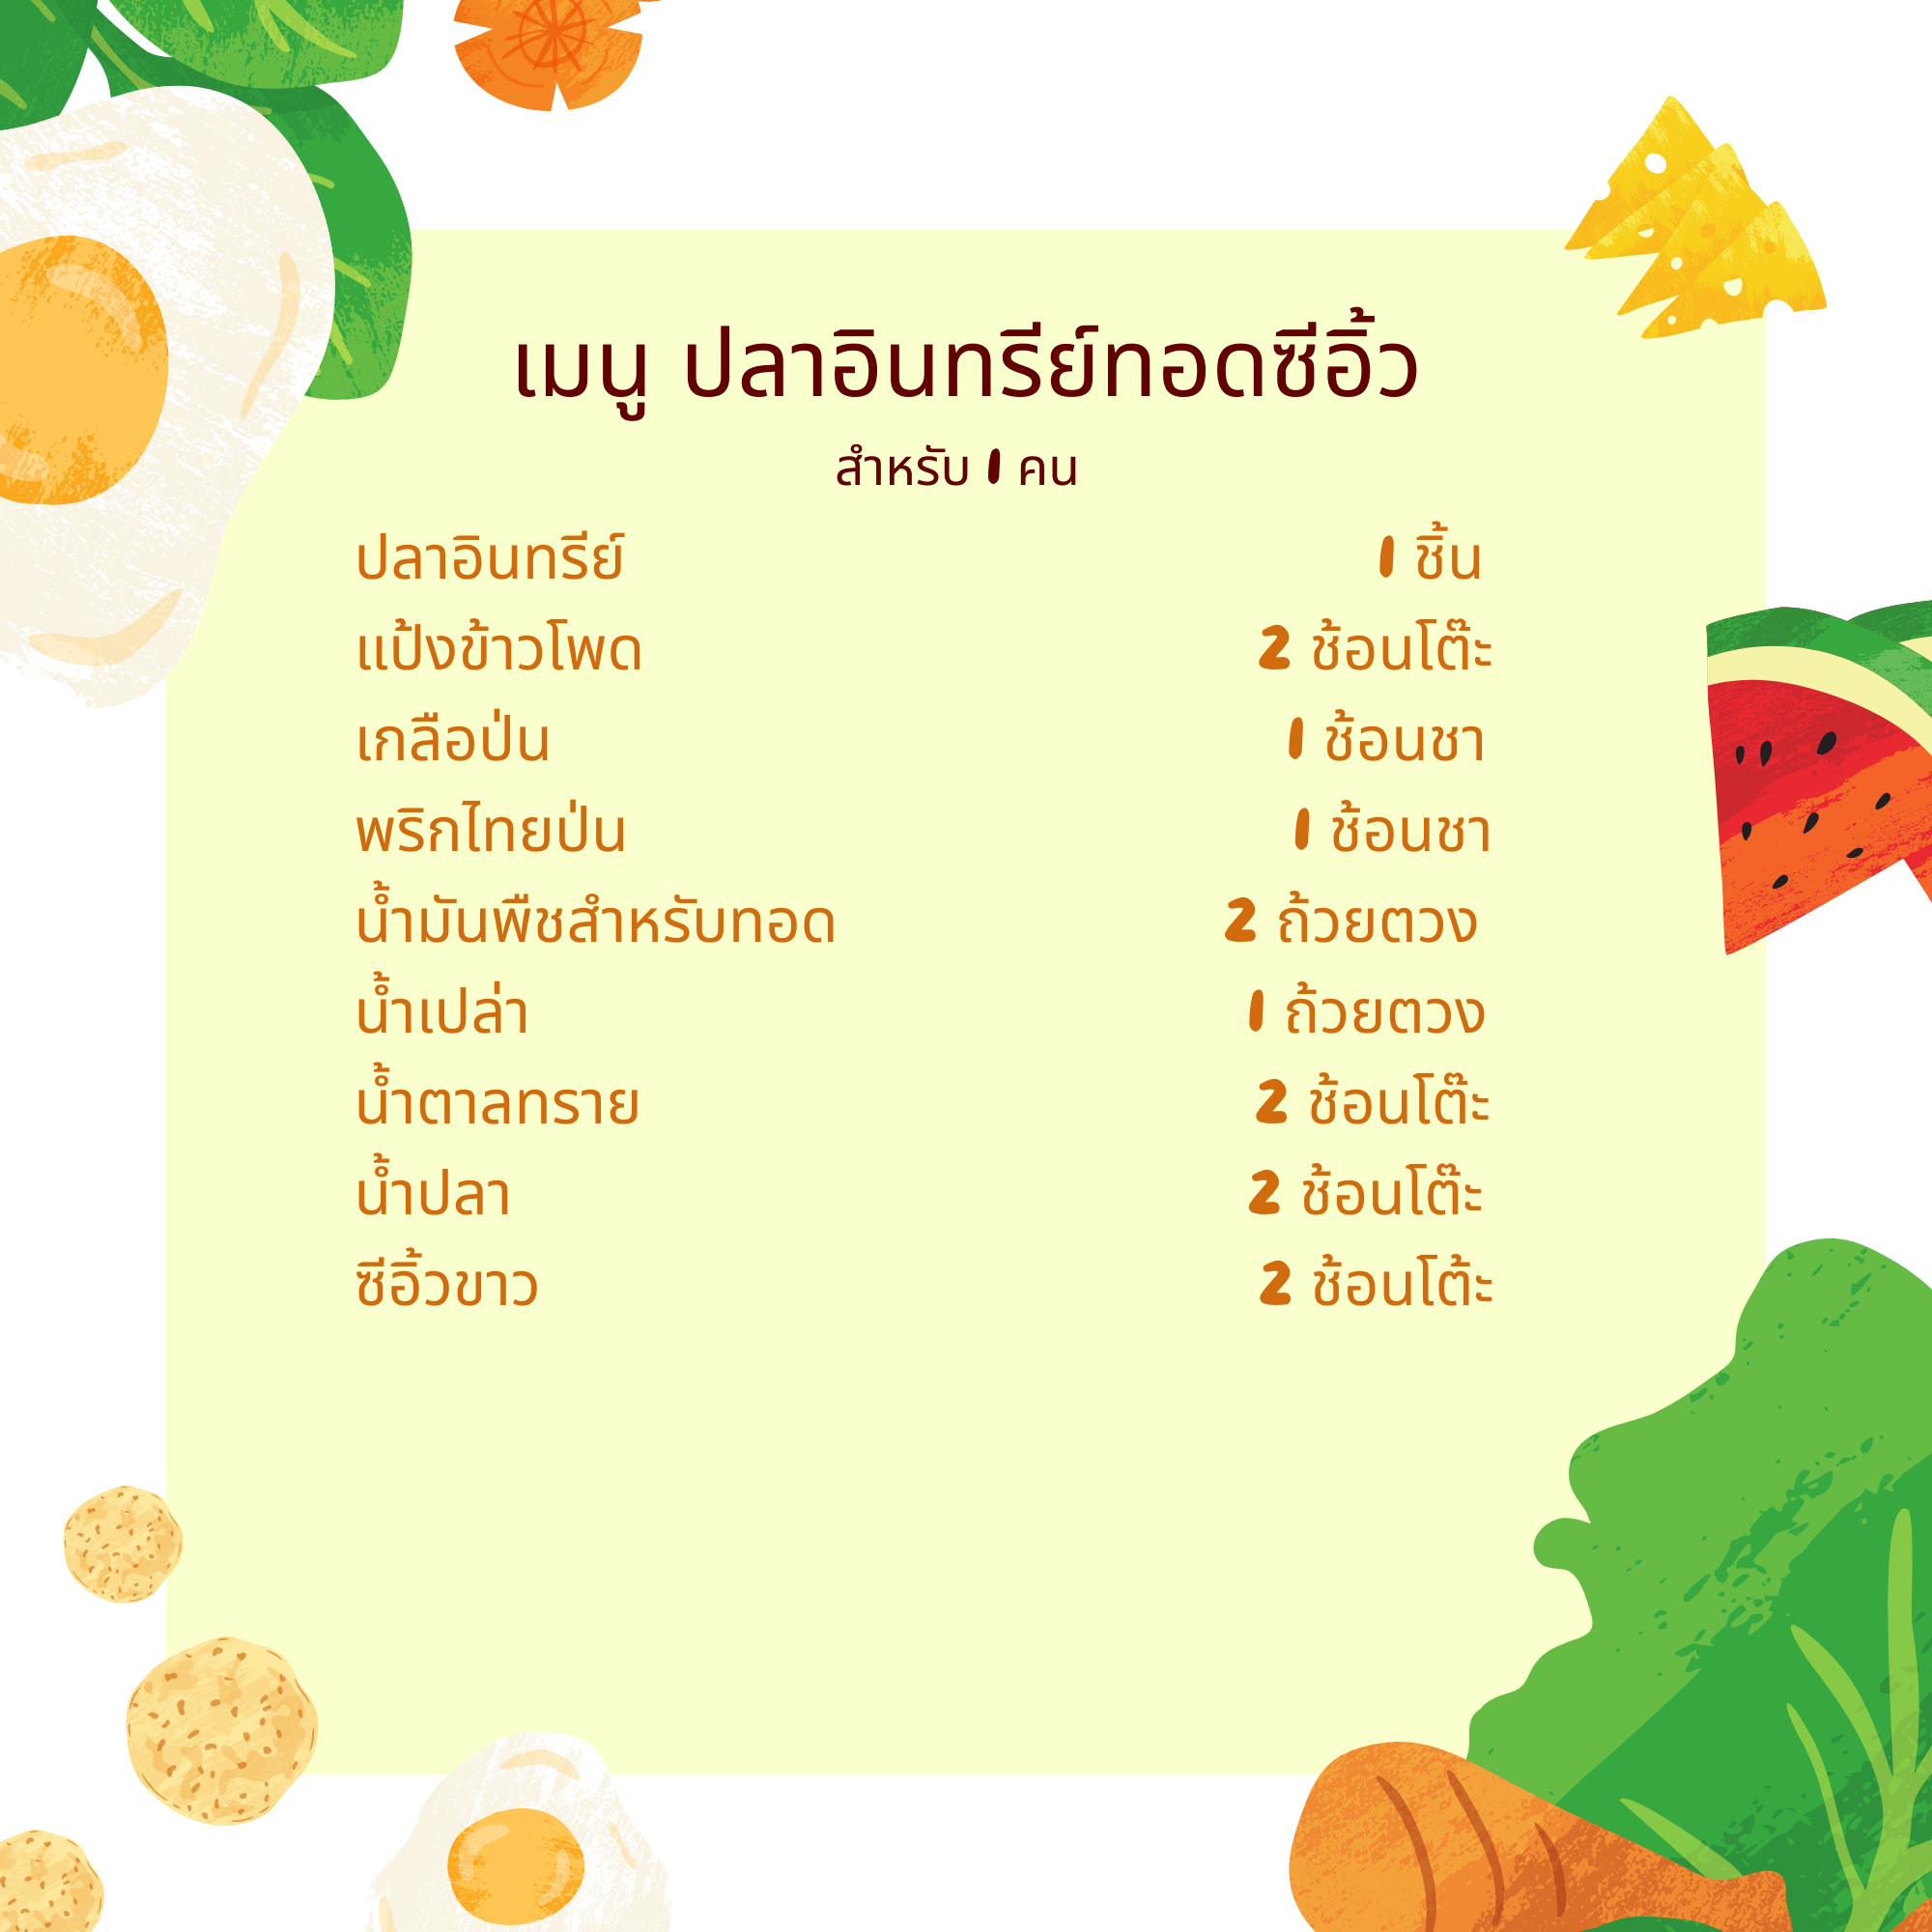 เมนู ปลาอินทรีย์ทอดซีอิ้ว
สำหรับ 1 คน
ปลาอินทรีย์ 1 ชิ้น
แป้งข้าวโพด 2 ช้อนโต๊ะ
เกลือป่น 1 ช้อนชา
พริกไทยป่น 1 ช้อนชา
น้ำมันพืชสำหรับทอด 2 ถ้วยตวง
น้ำเปล่า 1 ถ้วยตวง
น้ำตาลทราย 2 ช้อนโต๊ะ
น้ำปลา 2 ช้อนโต๊ะ
ซีอิ้วขาว 2 ช้อนโต้ะ